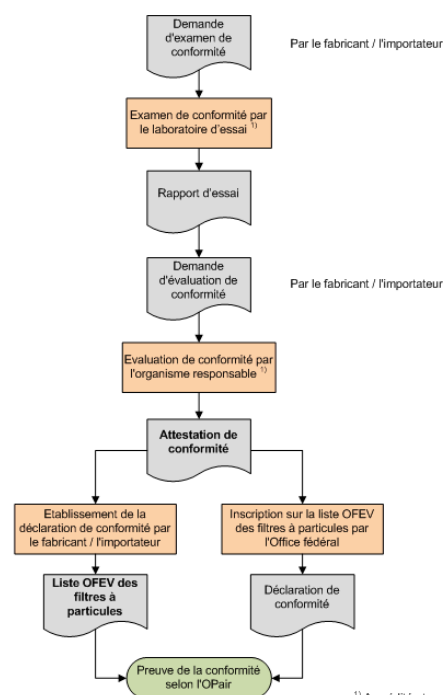 Demande
d'examen de
conformité
Par le fabricant / l'importateur
Examen de conformité par
le laboratoire d'essai 1)
Rapport d'essai
Demande
d'évaluation de
conformité
Par le fabricant / l'importateur
Evaluation de conformité par
l'organisme responsable 1)
Attestation de
conformité
Etablissement de la
déclaration de conformité par
le fabricant / l'importateur
Inscription sur la liste OFEV
des filtres à particules par
l'Office fédéral
Liste OFEV des
filtres à
particules
Déclaration de
conformité
Preuve de la conformité
selon l'OPair
1)